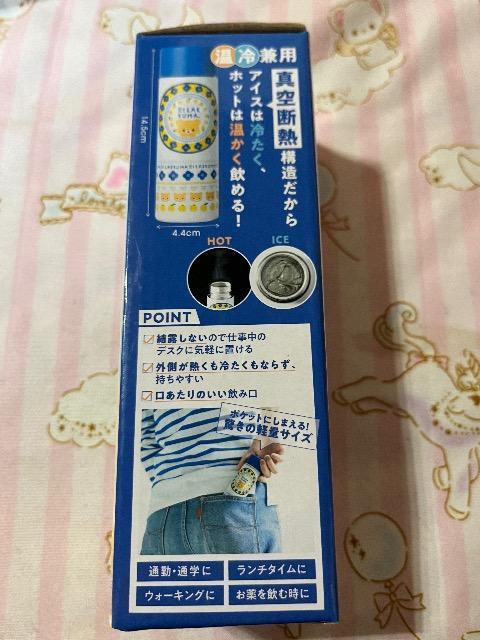 温冷兼用
真空断熱構造だから
アイスは冷たく、
ホットは温かく飲める！
14.5cm
RILAK
KUMA
4.4cm
HOT
ICE
POINT
結露しないので仕事中の
デスクに気軽に置ける
外側が熱くも冷たくもならず、
持ちやすい
口あたりのいい飲み口
ポケットにしまえる！
驚きの軽量サイズ
通勤・通学に
ランチタイムに
ウォーキングに
お薬を飲む時に